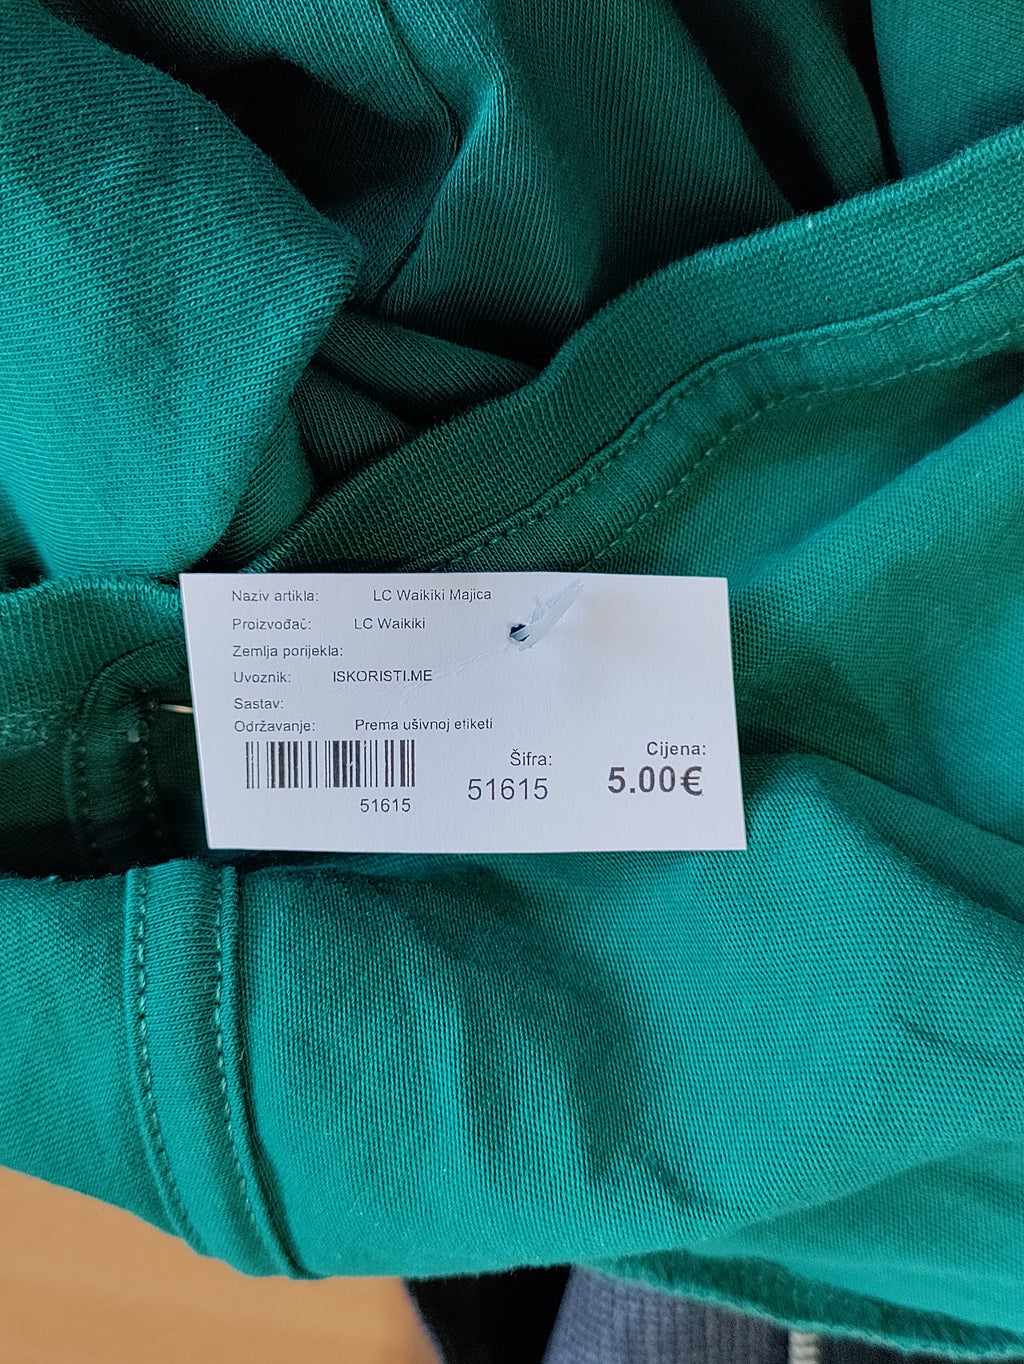 Naziv artikla: LC Waikiki Majica
Proizvođač: LC Waikiki
Zemlja porijekla:
Uvoznik: ISKORISTI.ME
Sastav:
Održavanje: Prema ušivnoj etiketi
51615
Šifra:
51615
Cijena:
5.00€